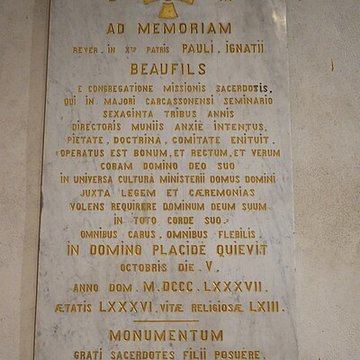 AD MEMORIAM
REVER. IN XTO PATRIS PAULI. IGNATII
BEAUFILS
E CONGREGATIONE MISSIONIS SACERDOTIS,
QUI IN MAJORI CARCASSONENSI SEMINARIO
SEXAGINTA TRIBUS ANNIS
DIRECTORIS MUNIIS ANXIE INTENTUS,
PIETATE, DOCTRINA, COMITATE ENITUIT.
OPERATUS EST BONUM, ET RECTUM, ET VERUM
CORAM DOMINO DEO SUO
IN UNIVERSA CULTURA MINISTERII DOMUS DOMINI
JUXTA LEGEM ET CÆREMONIAS
VOLENS REQUIRERE DOMINUM DEUM SUUM
IN TOTO CORDE SUO.
OMNIBUS CARUS, OMNIBUS FLEBILIS,
IN DOMINO PLACIDE QUIEVIT
OCTOBRIS DIE V.
ANNO DOM. M.DCCC.LXXXVII.
ÆTATIS LXXXVI, VITÆ RELIGIOSÆ LXIII.
MONUMENTUM
GRATI SACERDOTES FILII POSUERE.